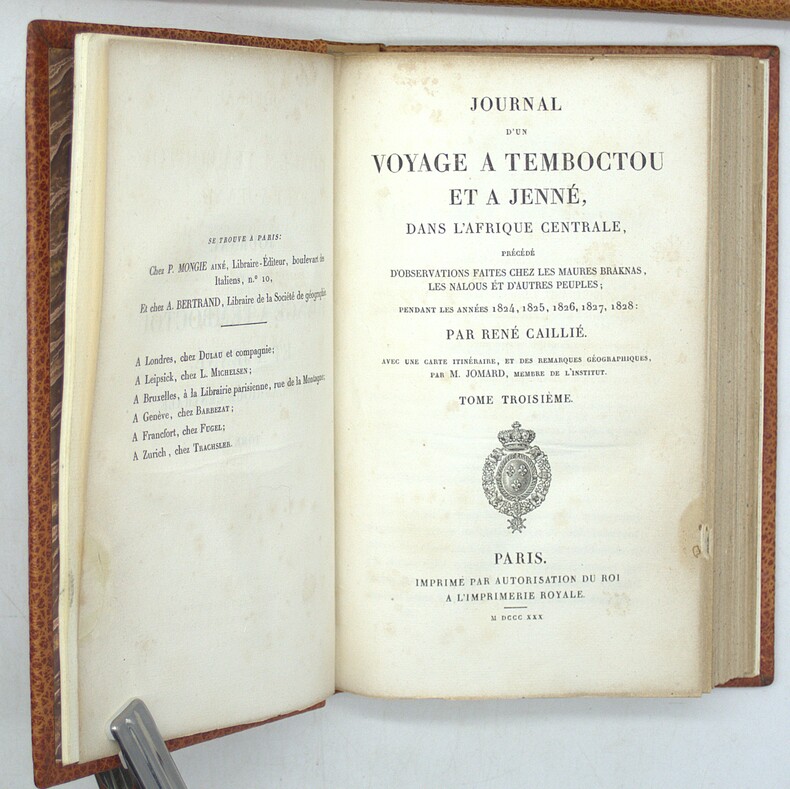 SE TROUVE A PARIS:
Chez P. MONGIE AINÉ, Libraire-Éditeur, boulevart des
Italiens, n.° 10,
Et chez A. BERTRAND, Libraire de la Société de géographie
A Londres, chez DULAU et compagnie;
A Leipsick, chez L. MICHELSEN;
A Bruxelles, à la Librairie parisienne, rue de la Montagne;
A Genève, chez BARBEZAT;
A Francfort, chez FUGEL;
A Zurich, chez TRACHSLER.
JOURNAL
D'UN
VOYAGE A TEMBOCTOU
ET A JENNÉ,
DANS L'AFRIQUE CENTRALE,
PRÉCÉDÉ
D'OBSERVATIONS FAITES CHEZ LES MAURES BRAKNAS,
LES NALOUS ET D'AUTRES PEUPLES;
PENDANT LES ANNÉES 1824, 1825, 1826, 1827, 1828:
PAR RENÉ CAILLIÉ.
AVEC UNE CARTE ITINÉRAIRE, ET DES REMARQUES GÉOGRAPHIQUES,
PAR M. JOMARD, MEMBRE DE L'INSTITUT.
TOME TROISIÈME.
PARIS.
IMPRIMÉ PAR AUTORISATION DU ROI
A L'IMPRIMERIE ROYALE.
M DCCC XXX